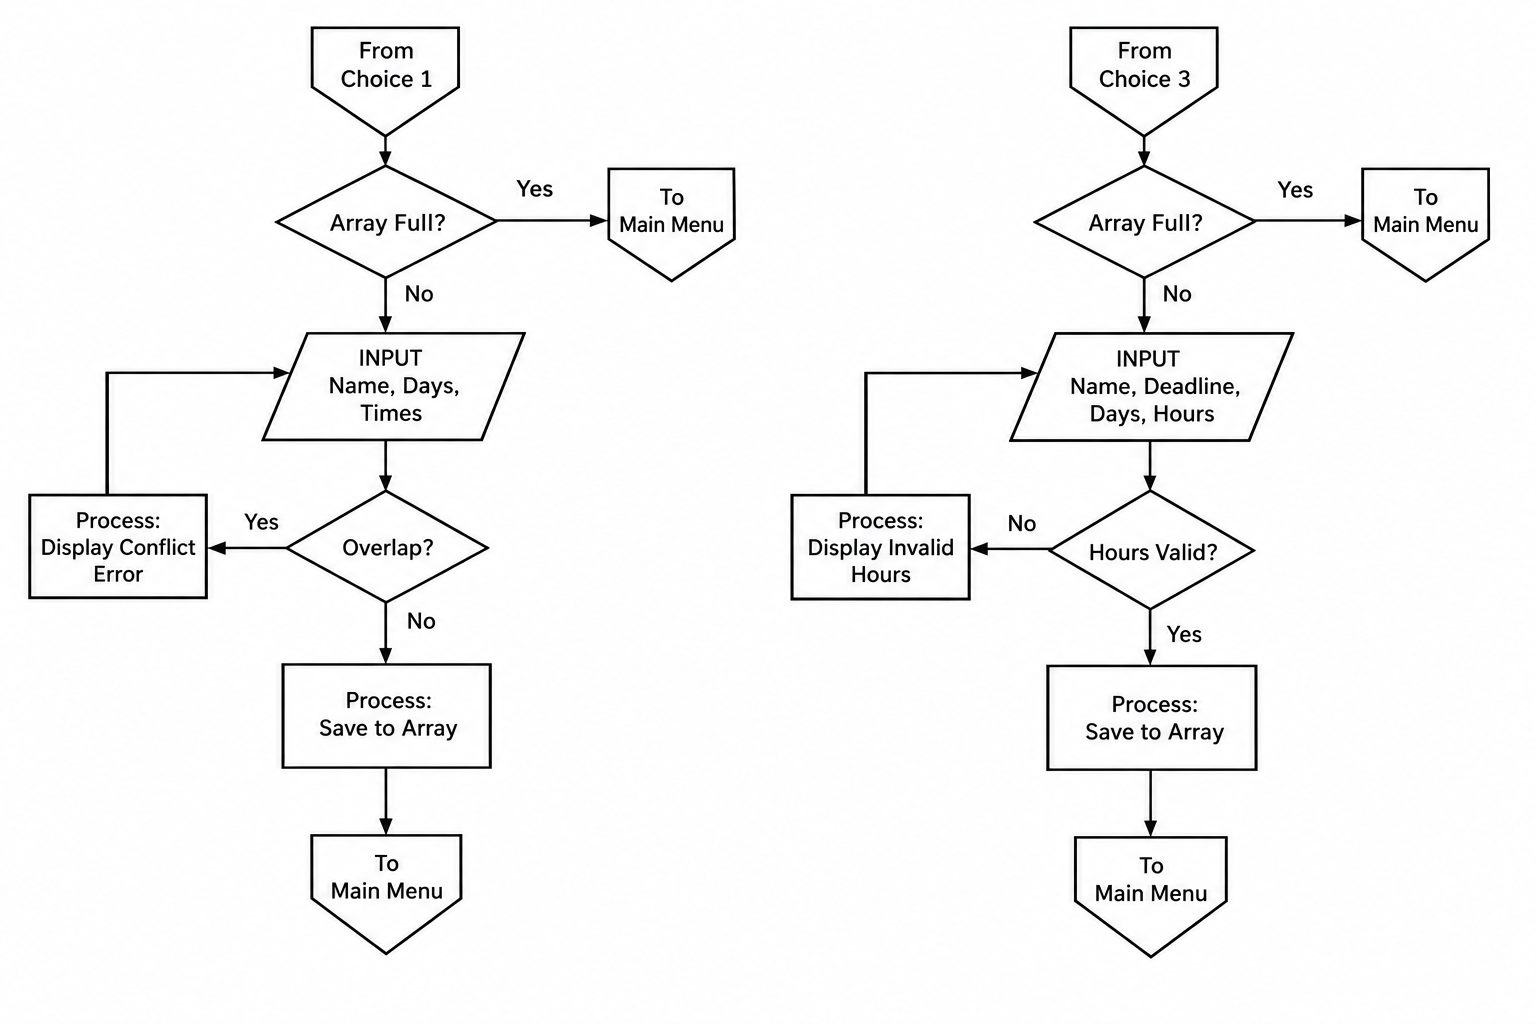 From
Choice 1
Array Full?
Yes
To
Main Menu
No
INPUT
Name, Days,
Times
Overlap?
Yes
Process:
Display Conflict
Error
No
Process:
Save to Array
To
Main Menu
From
Choice 3
Array Full?
Yes
To
Main Menu
No
INPUT
Name, Deadline,
Days, Hours
Hours Valid?
No
Process:
Display Invalid
Hours
Yes
Process:
Save to Array
To
Main Menu